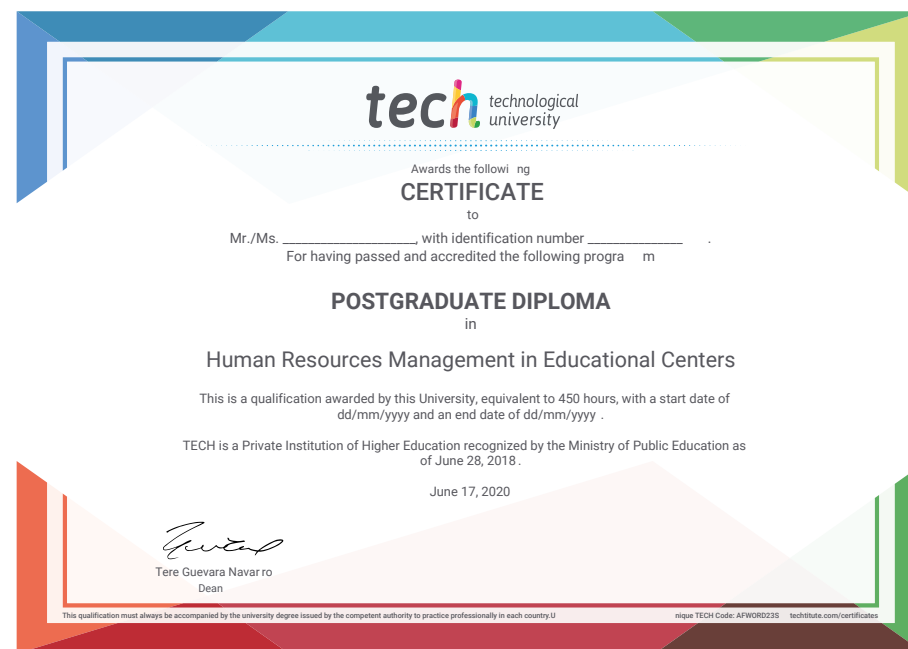 tech technological
university
Awards the followi ng
CERTIFICATE
to
Mr./Ms. ____________________, with identification number ______________ .
For having passed and accredited the following progra m
POSTGRADUATE DIPLOMA
in
Human Resources Management in Educational Centers
This is a qualification awarded by this University, equivalent to 450 hours, with a start date of
dd/mm/yyyy and an end date of dd/mm/yyyy .
TECH is a Private Institution of Higher Education recognized by the Ministry of Public Education as
of June 28, 2018 .
June 17, 2020
Tere Guevara Navar ro
Dean
This qualification must always be accompanied by the university degree issued by the competent authority to practice professionally in each country.U nique TECH Code: AFWORD23S techtitute.com/certificates